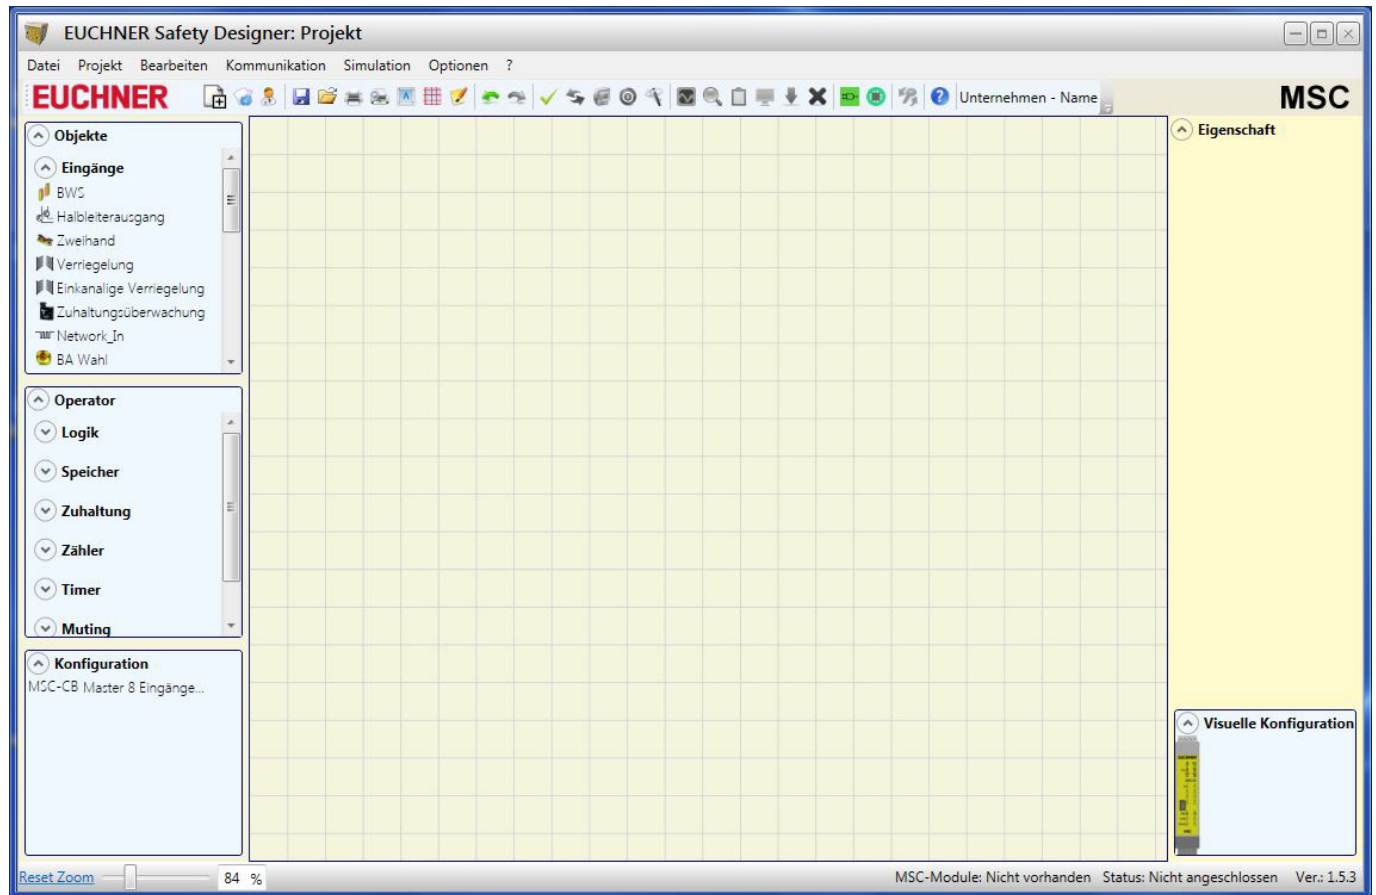 EUCHNER Safety Designer: Projekt
Datei Projekt Bearbeiten Kommunikation Simulation Optionen ?
EUCHNER Unternehmen - Name MSC
Objekte
Eingänge
BWS
Halbleiterausgang
Zweihand
Verriegelung
Einkanalige Verriegelung
Zuhaltungsüberwachung
Network_In
BA Wahl
Operator
Logik
Speicher
Zuhaltung
Zähler
Timer
Muting
Konfiguration
MSC-CB Master 8 Eingänge...
Eigenschaft
Visuelle Konfiguration
Reset Zoom 84 % MSC-Module: Nicht vorhanden Status: Nicht angeschlossen Ver.: 1.5.3